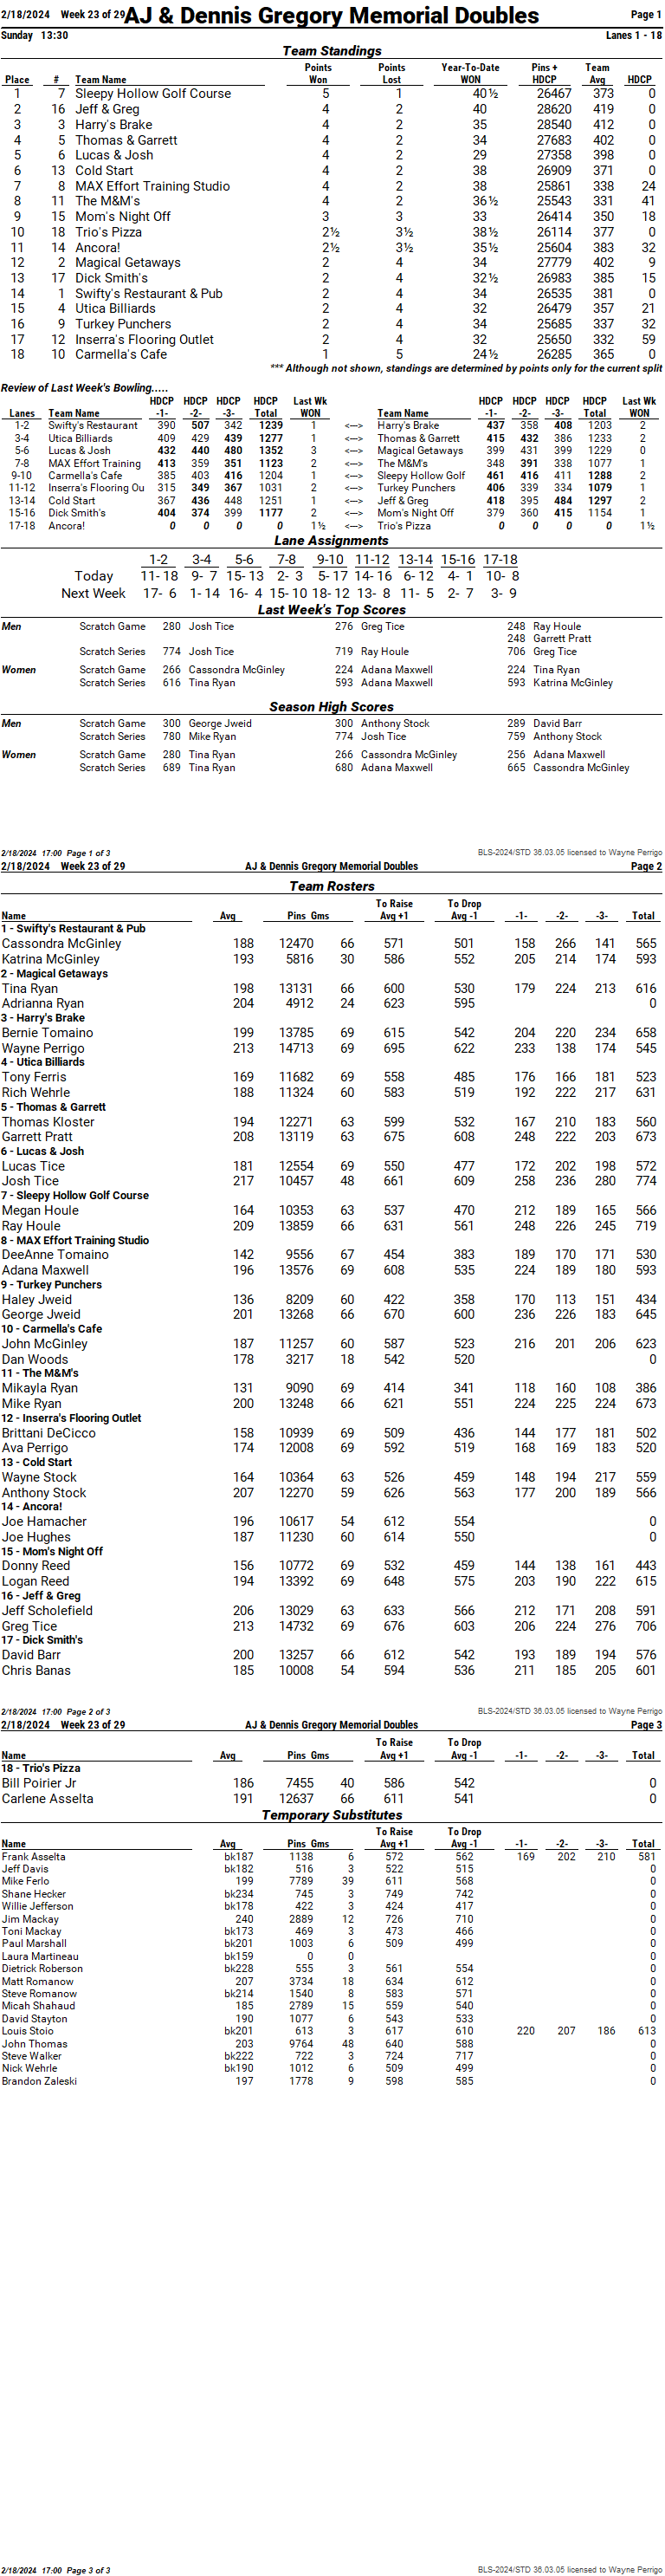 2/18/2024 Week 23 of 29 AJ & Dennis Gregory Memorial Doubles Page 1
Sunday 13:30 Lanes 1 - 18
Team Standings
Points Points Year-To-Date Pins + Team
Place # Team Name Won Lost WON HDCP Avg HDCP
1 7 Sleepy Hollow Golf Course 5 1 40½ 26467 373 0
2 16 Jeff & Greg 4 2 40 28620 419 0
3 3 Harry's Brake 4 2 35 28540 412 0
4 5 Thomas & Garrett 4 2 34 27683 402 0
5 6 Lucas & Josh 4 2 29 27358 398 0
6 13 Cold Start 4 2 38 26909 371 0
7 8 MAX Effort Training Studio 4 2 38 25861 338 24
8 11 The M&M's 4 2 36½ 25543 331 41
9 15 Mom's Night Off 3 3 33 26414 350 18
10 18 Trio's Pizza 2½ 3½ 38½ 26114 377 0
11 14 Ancora! 2½ 3½ 35½ 25604 383 32
12 2 Magical Getaways 2 4 34 27779 402 9
13 17 Dick Smith's 2 4 32½ 26983 385 15
14 1 Swifty's Restaurant & Pub 2 4 34 26535 381 0
15 4 Utica Billiards 2 4 32 26479 357 21
16 9 Turkey Punchers 2 4 34 25685 337 32
17 12 Inserra's Flooring Outlet 2 4 32 25650 332 59
18 10 Carmella's Cafe 1 5 24½ 26285 365 0
*** Although not shown, standings are determined by points only for the current split
Review of Last Week's Bowling.....
HDCP HDCP HDCP HDCP Last Wk HDCP HDCP HDCP HDCP Last Wk
Lanes Team Name -1- -2- -3- Total WON Team Name -1- -2- -3- Total WON
1-2 Swifty's Restaurant 390 507 342 1239 1 <---> Harry's Brake 437 358 408 1203 2
3-4 Utica Billiards 409 429 439 1277 1 <---> Thomas & Garrett 415 432 386 1233 2
5-6 Lucas & Josh 432 440 480 1352 3 <---> Magical Getaways 399 431 399 1229 0
7-8 MAX Effort Training 413 359 351 1123 2 <---> The M&M's 348 391 338 1077 1
9-10 Carmella's Cafe 385 403 416 1204 1 <---> Sleepy Hollow Golf 461 416 411 1288 2
11-12 Inserra's Flooring Ou 315 349 367 1031 2 <---> Turkey Punchers 406 339 334 1079 1
13-14 Cold Start 367 436 448 1251 1 <---> Jeff & Greg 418 395 484 1297 2
15-16 Dick Smith's 404 374 399 1177 2 <---> Mom's Night Off 379 360 415 1154 1
17-18 Ancora! 0 0 0 0 1½ <---> Trio's Pizza 0 0 0 0 1½
Lane Assignments
1-2 3-4 5-6 7-8 9-10 11-12 13-14 15-16 17-18
Today 11- 18 9- 7 15- 13 2- 3 5- 17 14- 16 6- 12 4- 1 10- 8
Next Week 17- 6 1- 14 16- 4 15- 10 18- 12 13- 8 11- 5 2- 7 3- 9
Last Week's Top Scores
Men Scratch Game 280 Josh Tice 276 Greg Tice 248 Ray Houle
248 Garrett Pratt
Scratch Series 774 Josh Tice 719 Ray Houle 706 Greg Tice
Women Scratch Game 266 Cassondra McGinley 224 Adana Maxwell 224 Tina Ryan
Scratch Series 616 Tina Ryan 593 Adana Maxwell 593 Katrina McGinley
Season High Scores
Men Scratch Game 300 George Jweid 300 Anthony Stock 289 David Barr
Scratch Series 780 Mike Ryan 774 Josh Tice 759 Anthony Stock
Women Scratch Game 280 Tina Ryan 266 Cassondra McGinley 256 Adana Maxwell
Scratch Series 689 Tina Ryan 680 Adana Maxwell 665 Cassondra McGinley
2/18/2024 17:00 Page 1 of 3 BLS-2024/STD 36.03.05 licensed to Wayne Perrigo
2/18/2024 Week 23 of 29 AJ & Dennis Gregory Memorial Doubles Page 2
Team Rosters
To Raise To Drop
Name Avg Pins Gms Avg +1 Avg -1 -1- -2- -3- Total
1 - Swifty's Restaurant & Pub
Cassondra McGinley 188 12470 66 571 501 158 266 141 565
Katrina McGinley 193 5816 30 586 552 205 214 174 593
2 - Magical Getaways
Tina Ryan 198 13131 66 600 530 179 224 213 616
Adrianna Ryan 204 4912 24 623 595 0
3 - Harry's Brake
Bernie Tomaino 199 13785 69 615 542 204 220 234 658
Wayne Perrigo 213 14713 69 695 622 233 138 174 545
4 - Utica Billiards
Tony Ferris 169 11682 69 558 485 176 166 181 523
Rich Wehrle 188 11324 60 583 519 192 222 217 631
5 - Thomas & Garrett
Thomas Kloster 194 12271 63 599 532 167 210 183 560
Garrett Pratt 208 13119 63 675 608 248 222 203 673
6 - Lucas & Josh
Lucas Tice 181 12554 69 550 477 172 202 198 572
Josh Tice 217 10457 48 661 609 258 236 280 774
7 - Sleepy Hollow Golf Course
Megan Houle 164 10353 63 537 470 212 189 165 566
Ray Houle 209 13859 66 631 561 248 226 245 719
8 - MAX Effort Training Studio
DeeAnne Tomaino 142 9556 67 454 383 189 170 171 530
Adana Maxwell 196 13576 69 608 535 224 189 180 593
9 - Turkey Punchers
Haley Jweid 136 8209 60 422 358 170 113 151 434
George Jweid 201 13268 66 670 600 236 226 183 645
10 - Carmella's Cafe
John McGinley 187 11257 60 587 523 216 201 206 623
Dan Woods 178 3217 18 542 520 0
11 - The M&M's
Mikayla Ryan 131 9090 69 414 341 118 160 108 386
Mike Ryan 200 13248 66 621 551 224 225 224 673
12 - Inserra's Flooring Outlet
Brittani DeCicco 158 10939 69 509 436 144 177 181 502
Ava Perrigo 174 12008 69 592 519 168 169 183 520
13 - Cold Start
Wayne Stock 164 10364 63 526 459 148 194 217 559
Anthony Stock 207 12270 59 626 563 177 200 189 566
14 - Ancora!
Joe Hamacher 196 10617 54 612 554 0
Joe Hughes 187 11230 60 614 550 0
15 - Mom's Night Off
Donny Reed 156 10772 69 532 459 144 138 161 443
Logan Reed 194 13392 69 648 575 203 190 222 615
16 - Jeff & Greg
Jeff Scholefield 206 13029 63 633 566 212 171 208 591
Greg Tice 213 14732 69 676 603 206 224 276 706
17 - Dick Smith's
David Barr 200 13257 66 612 542 193 189 194 576
Chris Banas 185 10008 54 594 536 211 185 205 601
2/18/2024 17:00 Page 2 of 3 BLS-2024/STD 36.03.05 licensed to Wayne Perrigo
2/18/2024 Week 23 of 29 AJ & Dennis Gregory Memorial Doubles Page 3
To Raise To Drop
Name Avg Pins Gms Avg +1 Avg -1 -1- -2- -3- Total
18 - Trio's Pizza
Bill Poirier Jr 186 7455 40 586 542 0
Carlene Asselta 191 12637 66 611 541 0
Temporary Substitutes
To Raise To Drop
Name Avg Pins Gms Avg +1 Avg -1 -1- -2- -3- Total
Frank Asselta bk187 1138 6 572 562 169 202 210 581
Jeff Davis bk182 516 3 522 515 0
Mike Ferlo 199 7789 39 611 568 0
Shane Hecker bk234 745 3 749 742 0
Willie Jefferson bk178 422 3 424 417 0
Jim Mackay 240 2889 12 726 710 0
Toni Mackay bk173 469 3 473 466 0
Paul Marshall bk201 1003 6 509 499 0
Laura Martineau bk159 0 0 0
Dietrick Roberson bk228 555 3 561 554 0
Matt Romanow 207 3734 18 634 612 0
Steve Romanow bk214 1540 8 583 571 0
Micah Shahaud 185 2789 15 559 540 0
David Stayton 190 1077 6 543 533 0
Louis Stoio bk201 613 3 617 610 220 207 186 613
John Thomas 203 9764 48 640 588 0
Steve Walker bk222 722 3 724 717 0
Nick Wehrle bk190 1012 6 509 499 0
Brandon Zaleski 197 1778 9 598 585 0
2/18/2024 17:00 Page 3 of 3 BLS-2024/STD 36.03.05 licensed to Wayne Perrigo